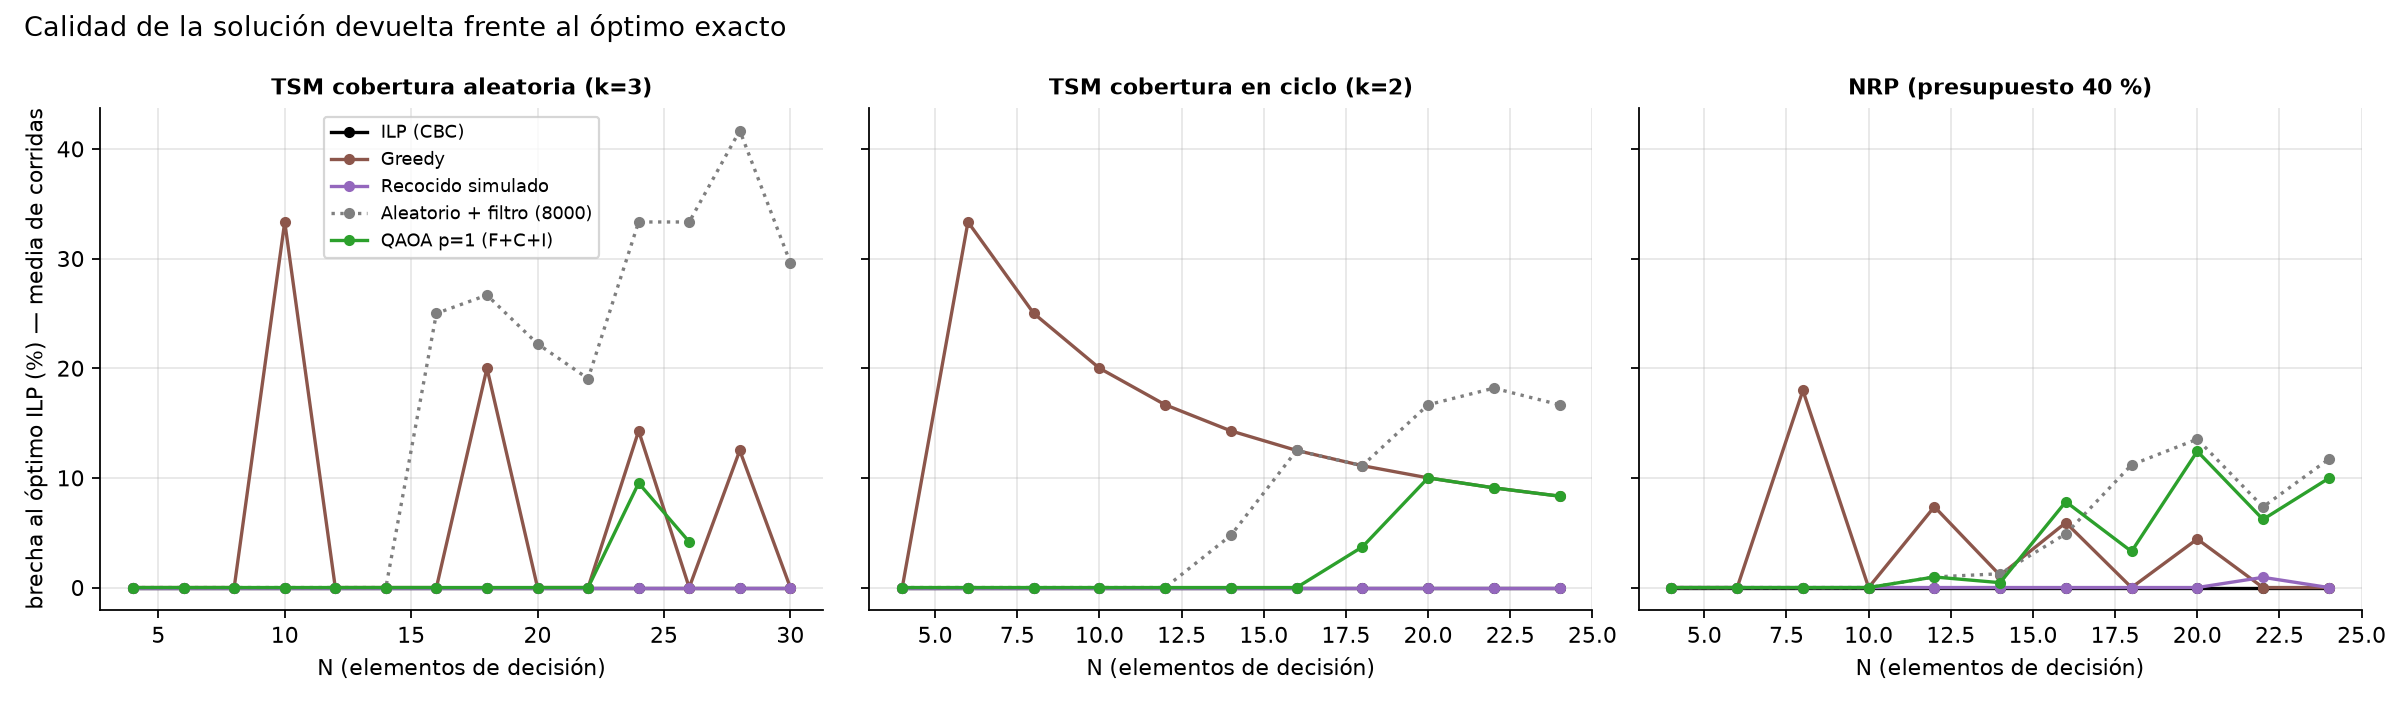 Calidad de la solución devuelta frente al óptimo exacto
TSM cobertura aleatoria (k=3)
brecha al óptimo ILP (%) — media de corridas
40
30
20
10
0
ILP (CBC)
Greedy
Recocido simulado
Aleatorio + filtro (8000)
QAOA p=1 (F+C+I)
5 10 15 20 25 30
N (elementos de decisión)
TSM cobertura en ciclo (k=2)
5.0 7.5 10.0 12.5 15.0 17.5 20.0 22.5 25.0
N (elementos de decisión)
NRP (presupuesto 40 %)
5.0 7.5 10.0 12.5 15.0 17.5 20.0 22.5 25.0
N (elementos de decisión)